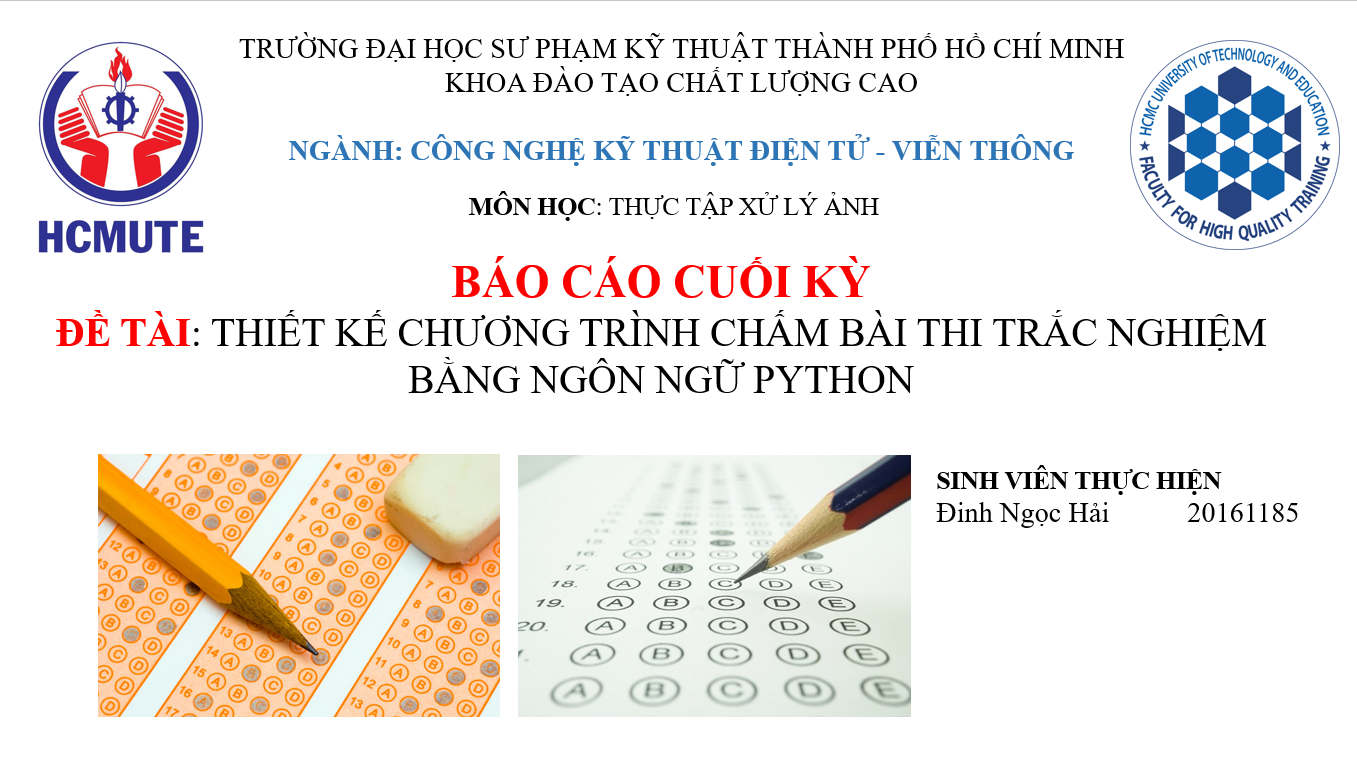 TRƯỜNG ĐẠI HỌC SƯ PHẠM KỸ THUẬT THÀNH PHỐ HỒ CHÍ MINH
KHOA ĐÀO TẠO CHẤT LƯỢNG CAO
HCMUTE
HCMC UNIVERSITY OF TECHNOLOGY AND EDUCATION
FACULTY FOR HIGH QUALITY TRAINING
NGÀNH: CÔNG NGHỆ KỸ THUẬT ĐIỆN TỬ - VIỄN THÔNG
MÔN HỌC: THỰC TẬP XỬ LÝ ẢNH
BÁO CÁO CUỐI KỲ
ĐỀ TÀI: THIẾT KẾ CHƯƠNG TRÌNH CHẤM BÀI THI TRẮC NGHIỆM
BẰNG NGÔN NGỮ PYTHON
SINH VIÊN THỰC HIỆN
Đinh Ngọc Hải 20161185
17. A B C D E
18. A B C D E
19. A B C D E
20. A B C D E
A B C D E
A B C D E